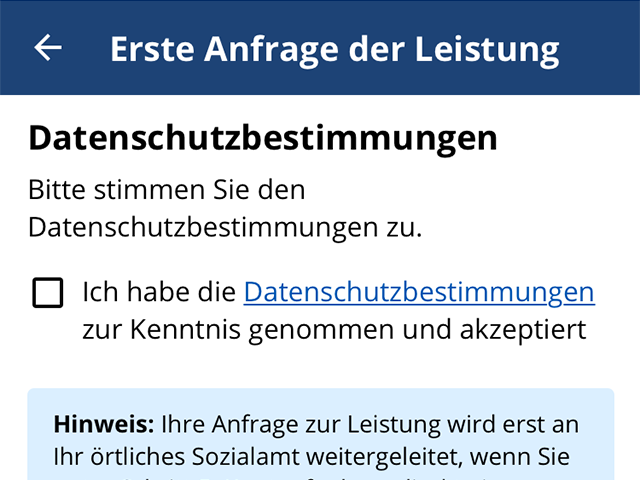 Erste Anfrage der Leistung
Datenschutzbestimmungen
Bitte stimmen Sie den
Datenschutzbestimmungen zu.
Ich habe die Datenschutzbestimmungen
zur Kenntnis genommen und akzeptiert
Hinweis: Ihre Anfrage zur Leistung wird erst an
Ihr örtliches Sozialamt weitergeleitet, wenn Sie